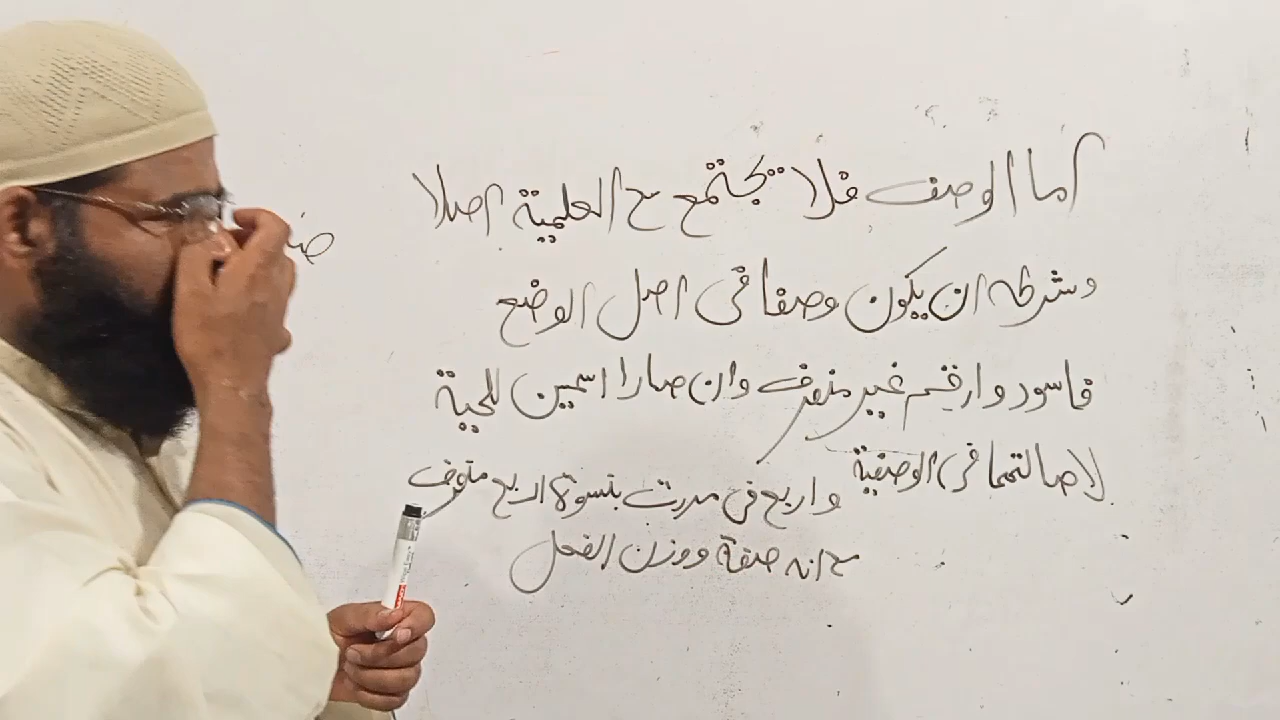 اما الوصف فلا يجتمع مع العلمية اصلا
وشرطه ان يكون وصفا فى اصل الوضع
فاسود وارقم غير منصرف وان صارا اسمين للحية
لاصالتهما فى الوصفية
واربع فى مررت بنسوة اربع منصرف
مع انه صفة ووزن الفعل